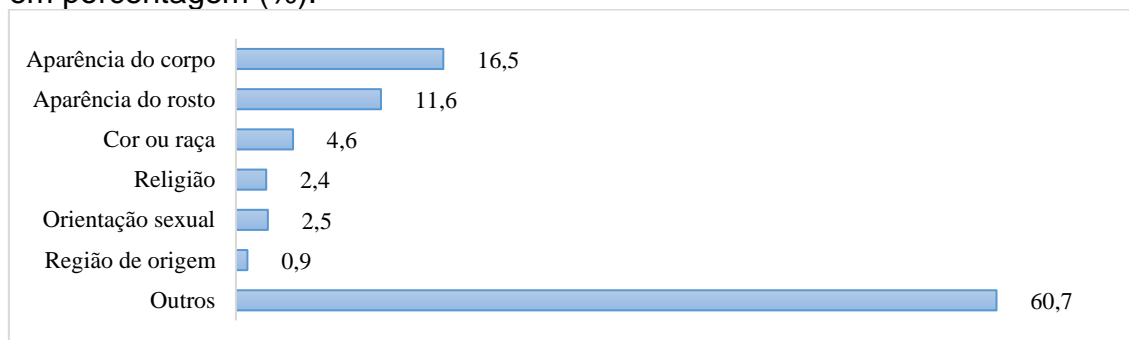 em porcentagem (%).
Aparência do corpo 16,5
Aparência do rosto 11,6
Cor ou raça 4,6
Religião 2,4
Orientação sexual 2,5
Região de origem 0,9
Outros 60,7